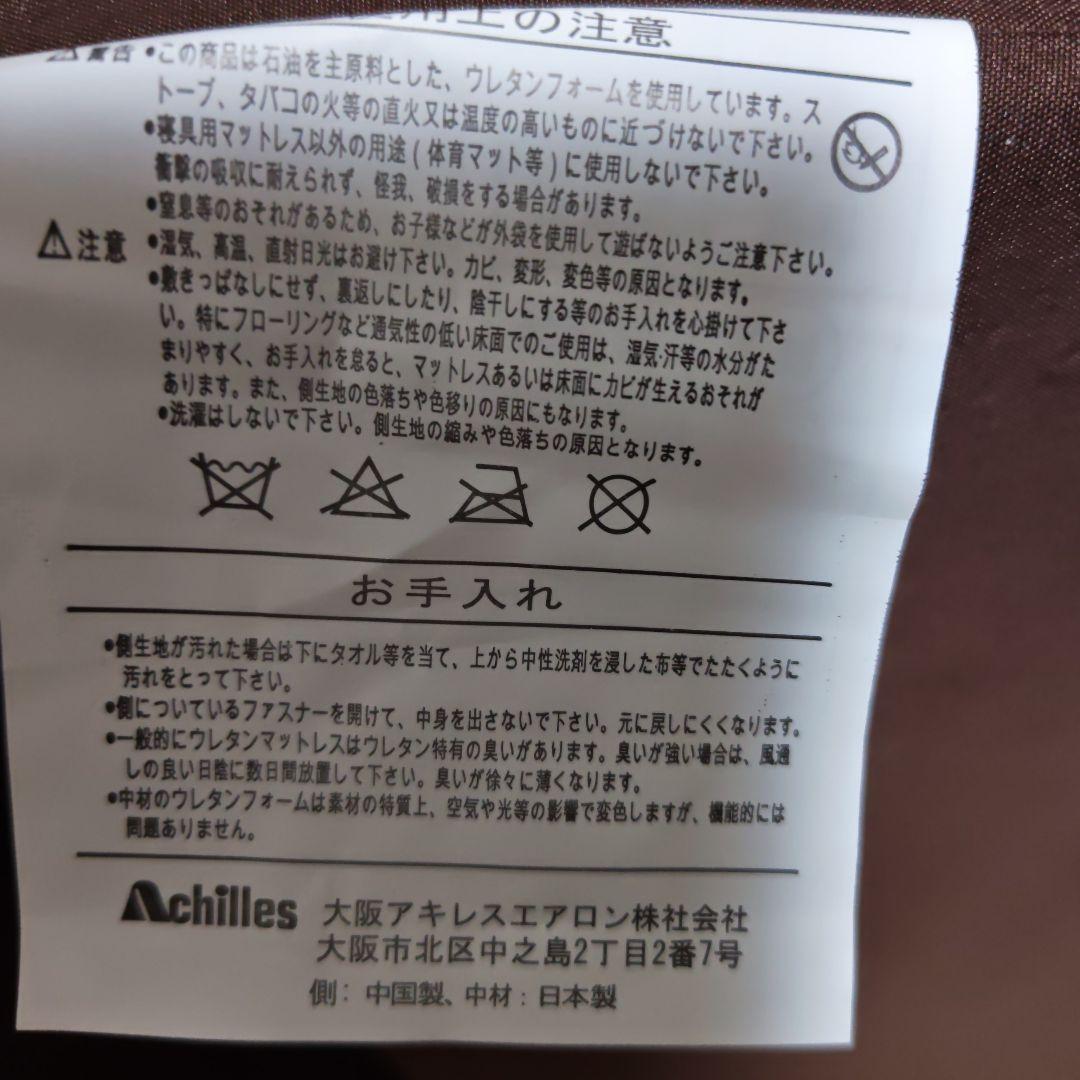 使用上の注意
警告 •この商品は石油を主原料とした、ウレタンフォームを使用しています。ス
トーブ、タバコの火等の直火又は温度の高いものに近づけないで下さい。
•寝具用マットレス以外の用途(体育マット等)に使用しないで下さい。
衝撃の吸収に耐えられず、怪我、破損をする場合があります。
•窒息等のおそれがあるため、お子様などが外袋を使用して遊ばないようご注意下さい。
注意 •湿気、高温、直射日光はお避け下さい。カビ、変形、変色等の原因となります。
•敷きっぱなしにせず、裏返しにしたり、陰干しにする等のお手入れを心掛けて下さ
い。特にフローリングなど通気性の低い床面でのご使用は、湿気・汗等の水分がた
まりやすく、お手入れを怠ると、マットレスあるいは床面にカビが生えるおそれが
あります。また、側生地の色落ちや色移りの原因にもなります。
•洗濯はしないで下さい。側生地の縮みや色落ちの原因となります。
お手入れ
•側生地が汚れた場合は下にタオル等を当て、上から中性洗剤を浸した布等でたたくように
汚れをとって下さい。
•側についているファスナーを開けて、中身を出さないで下さい。元に戻しにくくなります。
•一般的にウレタンマットレスはウレタン特有の臭いがあります。臭いが強い場合は、風通
しの良い日陰に数日間放置して下さい。臭いが徐々に薄くなります。
•中材のウレタンフォームは素材の特質上、空気や光等の影響で変色しますが、機能的には
問題ありません。
Achilles 大阪アキレスエアロン株社会社
大阪市北区中之島2丁目2番7号
側：中国製、中材：日本製